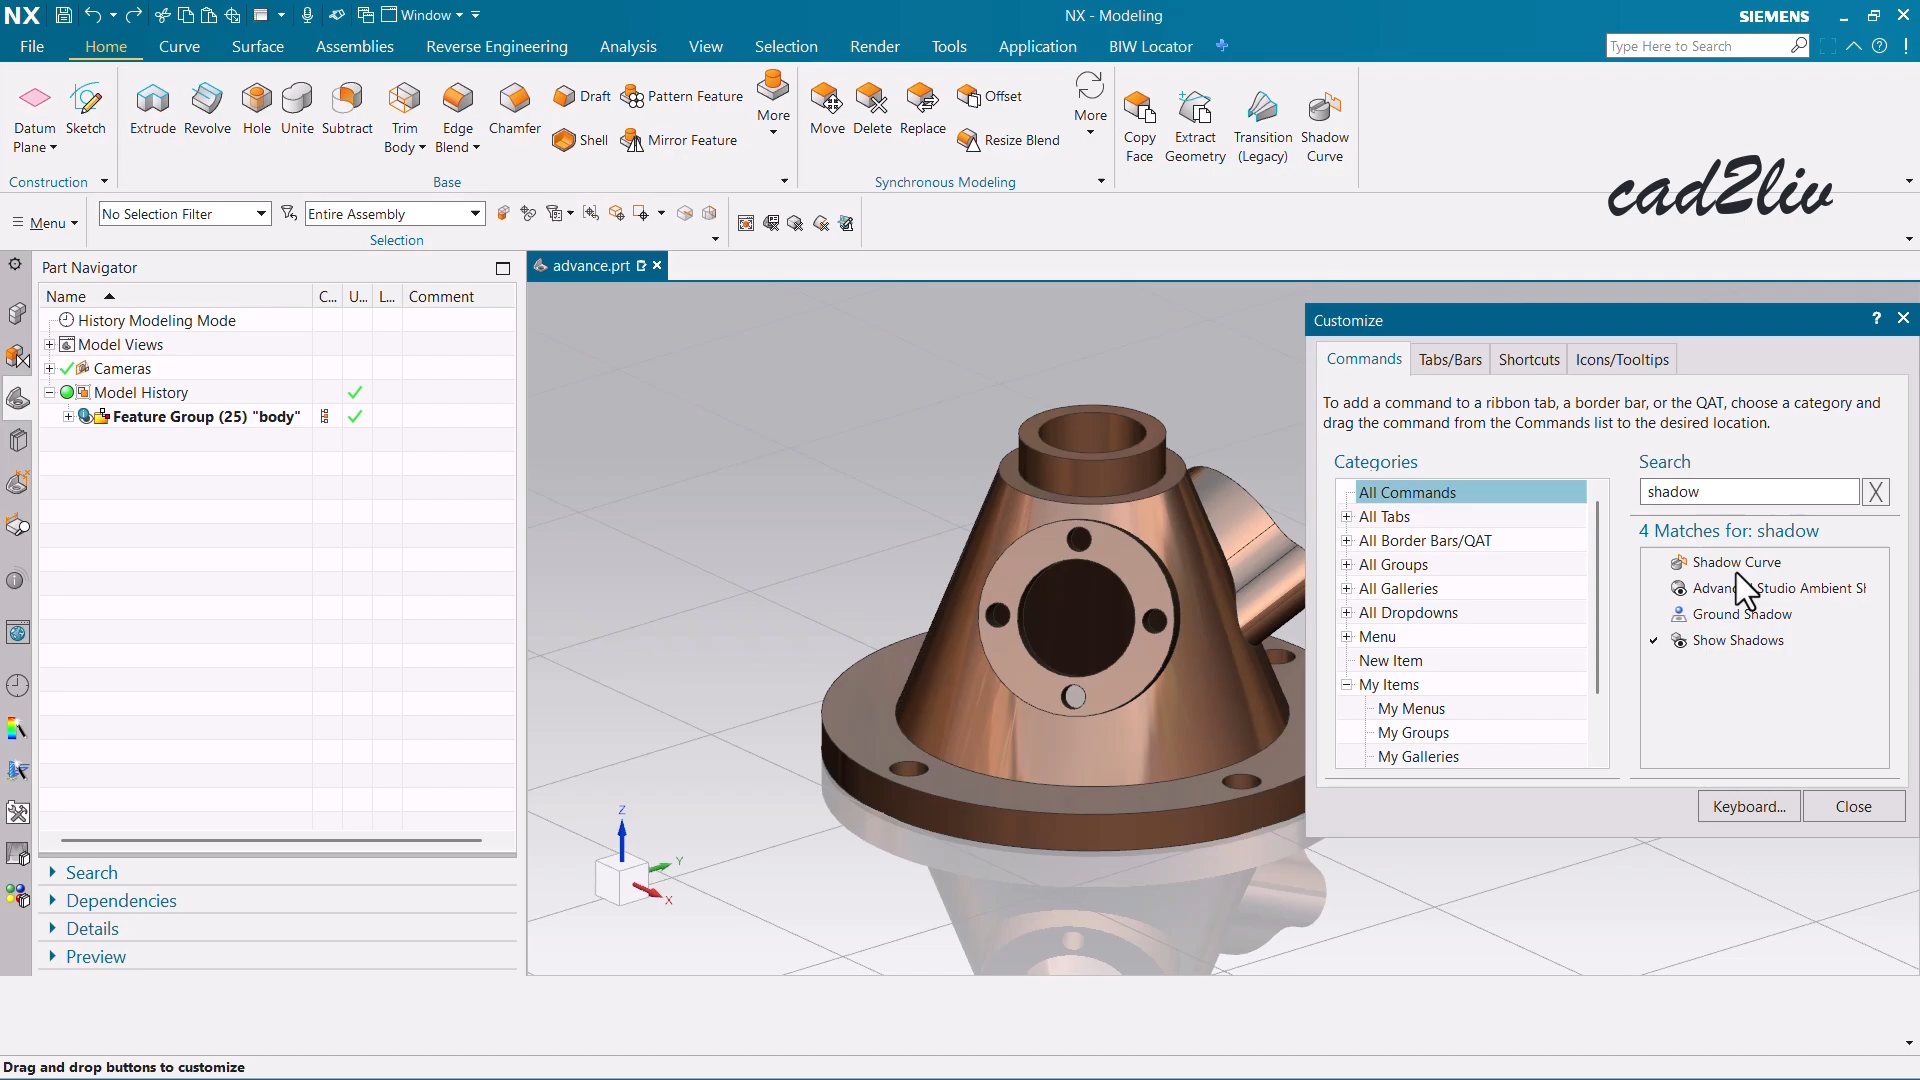 NX
Window
NX - Modeling
SIEMENS
File Home Curve Surface Assemblies Reverse Engineering Analysis View Selection Render Tools Application BIW Locator
Type Here to Search
Datum Plane
Sketch
Extrude
Revolve
Hole
Unite
Subtract
Trim Body
Edge Blend
Chamfer
Draft
Shell
Pattern Feature
Mirror Feature
More
Move
Delete
Replace
Offset
Resize Blend
More
Copy Face
Extract Geometry
Transition (Legacy)
Shadow Curve
Construction
Base
Synchronous Modeling
cad2liv
Menu
No Selection Filter
Entire Assembly
Selection
Part Navigator
advance.prt
Name C... U... L... Comment
History Modeling Mode
Model Views
Cameras
Model History
Feature Group (25) "body"
Search
Dependencies
Details
Preview
Z
Y
X
Customize
?
Commands Tabs/Bars Shortcuts Icons/Tooltips
To add a command to a ribbon tab, a border bar, or the QAT, choose a category and
drag the command from the Commands list to the desired location.
Categories
All Commands
All Tabs
All Border Bars/QAT
All Groups
All Galleries
All Dropdowns
Menu
New Item
My Items
My Menus
My Groups
My Galleries
Search
shadow
X
4 Matches for: shadow
Shadow Curve
Studio Ambient
Ground Shadow
Show Shadows
Keyboard...
Close
Drag and drop buttons to customize